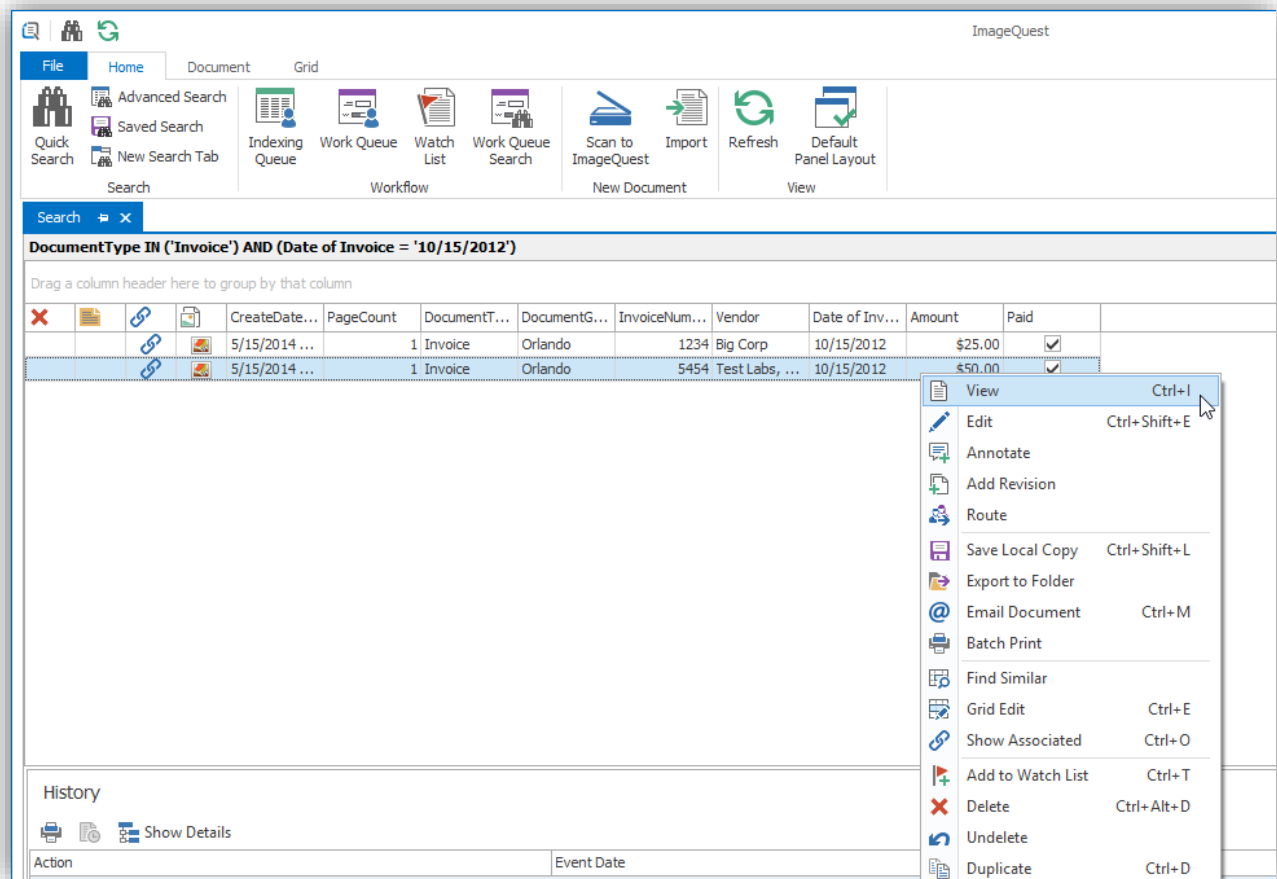 ImageQuest
File Home Document Grid
Quick Search
Advanced Search
Saved Search
New Search Tab
Search
Indexing Queue
Work Queue
Watch List
Work Queue Search
Workflow
Scan to ImageQuest
Import
New Document
Refresh
Default Panel Layout
View
Search
DocumentType IN ('Invoice') AND (Date of Invoice = '10/15/2012')
Drag a column header here to group by that column
CreateDate... PageCount DocumentT... DocumentG... InvoiceNum... Vendor Date of Inv... Amount Paid
5/15/2014 ... 1 Invoice Orlando 1234 Big Corp 10/15/2012 $25.00
5/15/2014 ... 1 Invoice Orlando 5454 Test Labs, ... 10/15/2012 $50.00
View Ctrl+I
Edit Ctrl+Shift+E
Annotate
Add Revision
Route
Save Local Copy Ctrl+Shift+L
Export to Folder
@ Email Document Ctrl+M
Batch Print
Find Similar
Grid Edit Ctrl+E
Show Associated Ctrl+O
Add to Watch List Ctrl+T
Delete Ctrl+Alt+D
Undelete
Duplicate Ctrl+D
History
Show Details
Action Event Date